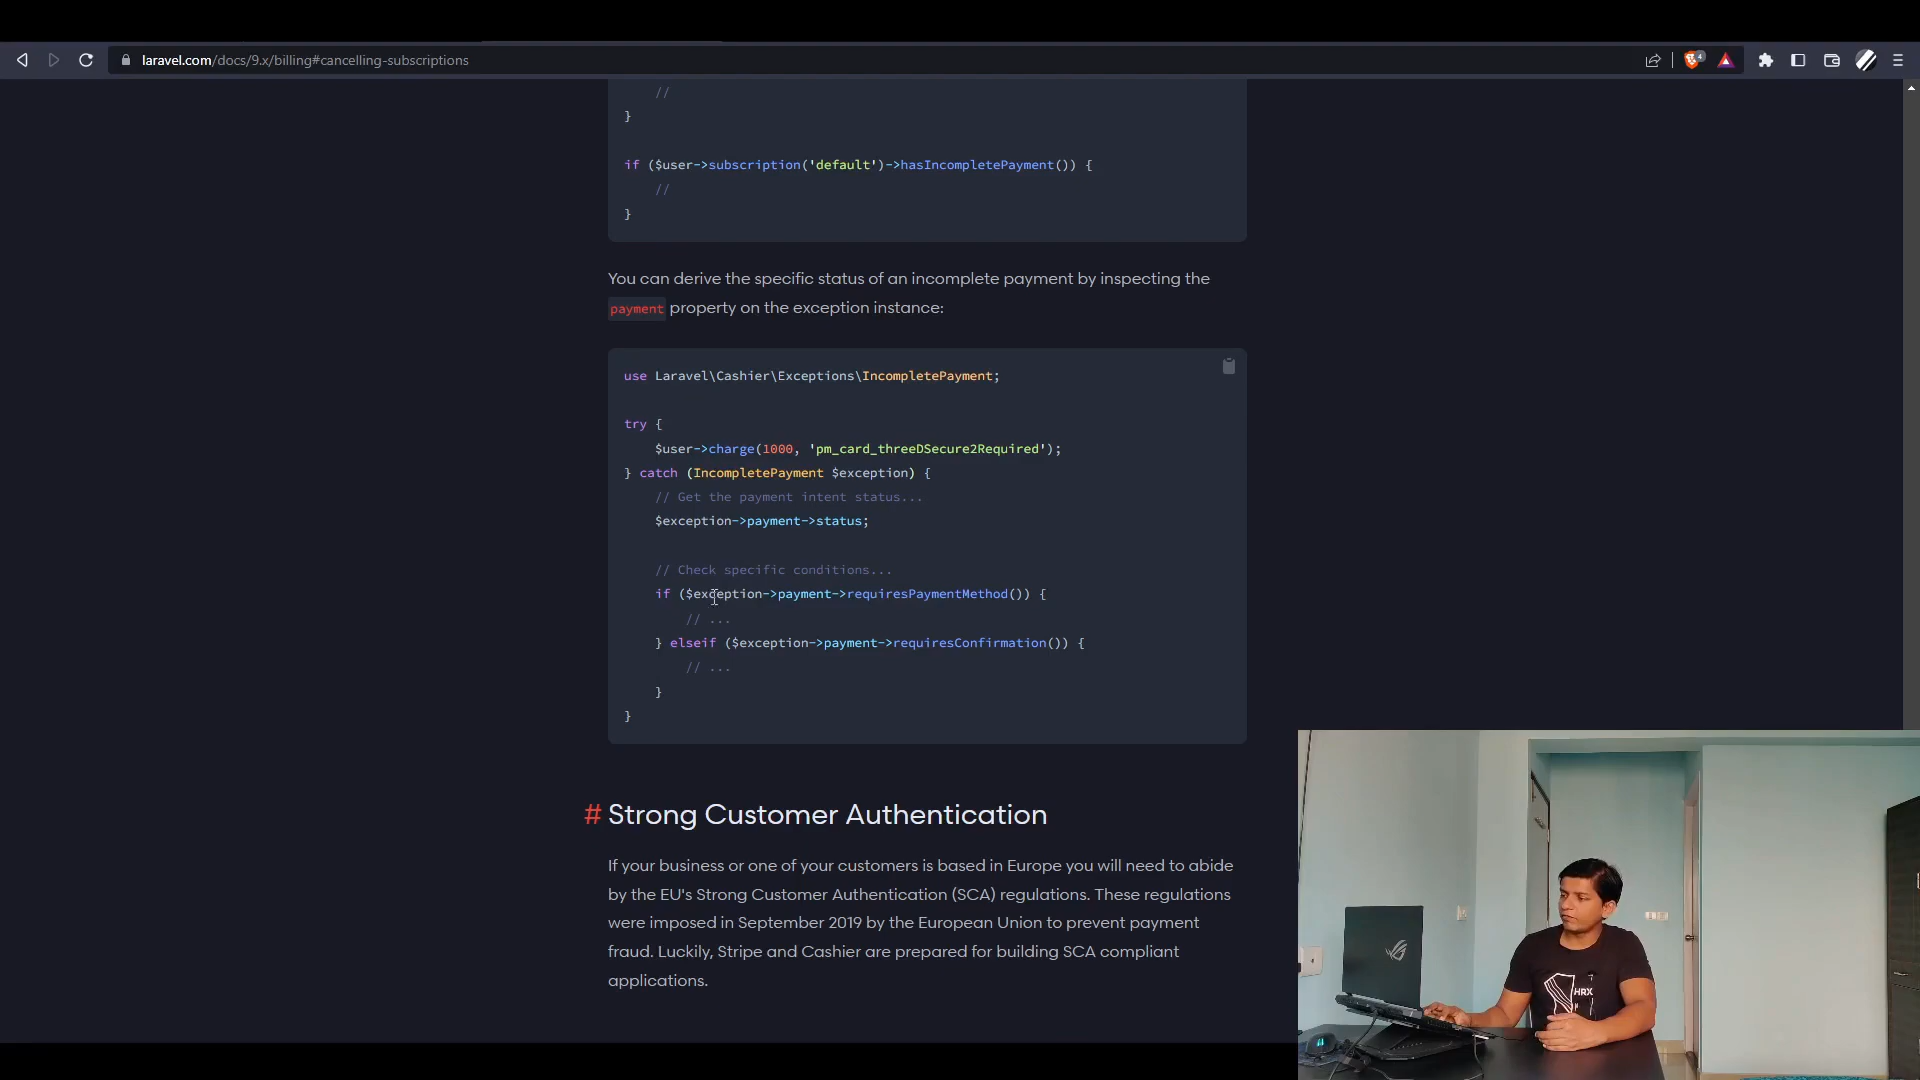 laravel.com/docs/9.x/billing#cancelling-subscriptions
4
//
}
if ($user->subscription('default')->hasIncompletePayment()) {
//
}
You can derive the specific status of an incomplete payment by inspecting the
payment property on the exception instance:
use Laravel\Cashier\Exceptions\IncompletePayment;
try {
$user->charge(1000, 'pm_card_threeDSecure2Required');
} catch (IncompletePayment $exception) {
// Get the payment intent status...
$exception->payment->status;
// Check specific conditions...
if ($exception->payment->requiresPaymentMethod()) {
// ...
} elseif ($exception->payment->requiresConfirmation()) {
// ...
}
}
# Strong Customer Authentication
If your business or one of your customers is based in Europe you will need to abide
by the EU's Strong Customer Authentication (SCA) regulations. These regulations
were imposed in September 2019 by the European Union to prevent payment
fraud. Luckily, Stripe and Cashier are prepared for building SCA compliant
applications.
HRX